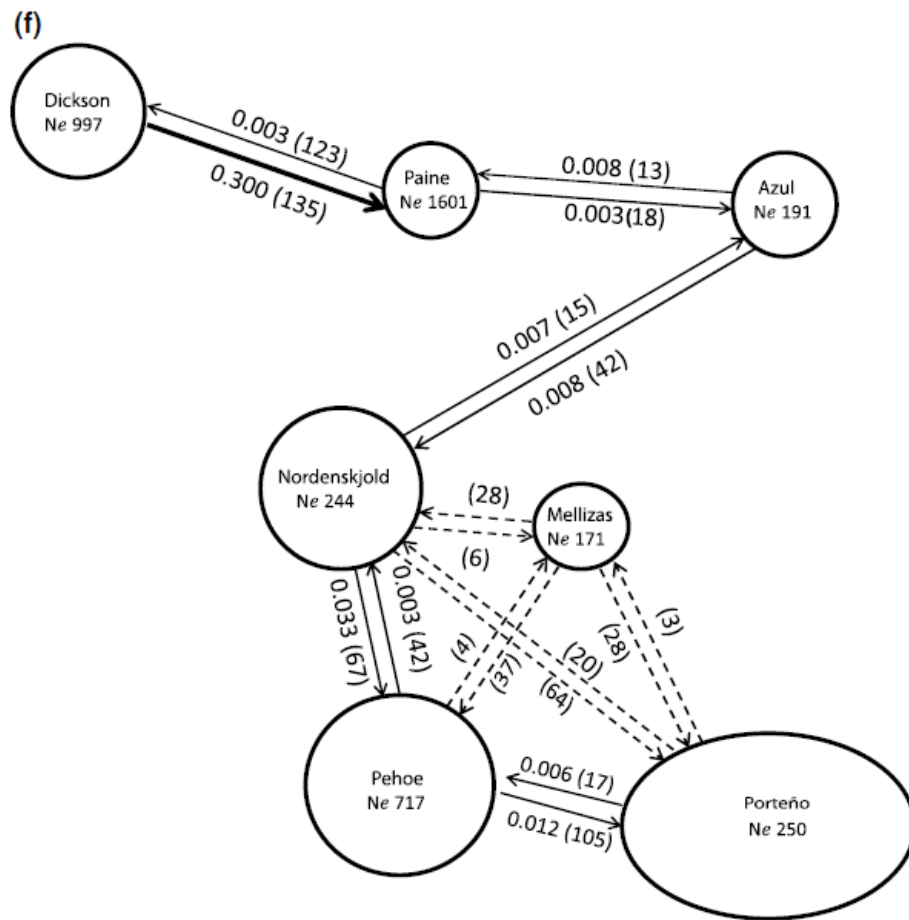 (f)
Dickson
Ne 997
0.003 (123)
0.300 (135)
Paine
Ne 1601
0.008 (13)
0.003(18)
Azul
Ne 191
0.007 (15)
0.008 (42)
Nordenskjold
Ne 244
(28)
(6)
Mellizas
Ne 171
0.033 (67)
0.003 (42)
(4)
(37)
(20)
(64)
(28)
(3)
Pehoe
Ne 717
0.006 (17)
0.012 (105)
Porteño
Ne 250